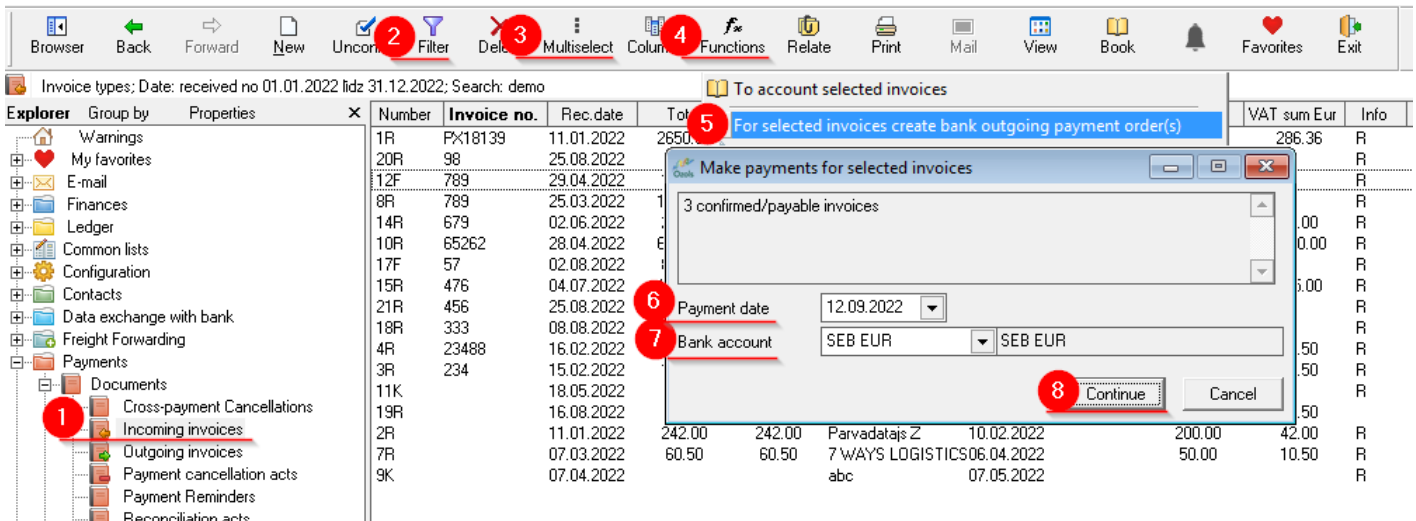 Browser Back Forward New Filter Multiselect Functions Relate Print Mail View Book Favorites Exit
2 3 4
Invoice types; Date: received no 01.01.2022 līdz 31.12.2022; Search: demo
To account selected invoices
Explorer Group by Properties X Number Invoice no. Rec.date VAT sum Eur Info
5 For selected invoices create bank outgoing payment order(s)
Warnings 1R PX18139 11.01.2022 286.36 R
My favorites 20R 98 25.08.2022 R
Make payments for selected invoices
E-mail 12F 789 29.04.2022 R
Finances 8R 789 25.03.2022 R
3 confirmed/payable invoices
Ledger 14R 679 02.06.2022 .00 R
Common lists 10R 65262 28.04.2022 0.00 R
Configuration 17F 57 02.08.2022 R
Contacts 15R 476 04.07.2022 R
Data exchange with bank 21R 456 25.08.2022 R
6 Payment date 12.09.2022
Freight Forwarding 18R 333 08.08.2022 R
7 Bank account SEB EUR SEB EUR
Payments 4R 23488 16.02.2022 .50 R
Documents 3R 234 15.02.2022 .50 R
Cross-payment Cancellations 11K 18.05.2022 R
8 Continue Cancel
1 Incoming invoices 19R 16.08.2022 .50
Outgoing invoices 2R 11.01.2022 242.00 242.00 Parvadatajs Z 10.02.2022 200.00 42.00 R
Payment cancellation acts 7R 07.03.2022 60.50 60.50 7 WAYS LOGISTICS 06.04.2022 50.00 10.50 R
Payment Reminders 9K 07.04.2022 abc 07.05.2022 R
Reconciliation acts